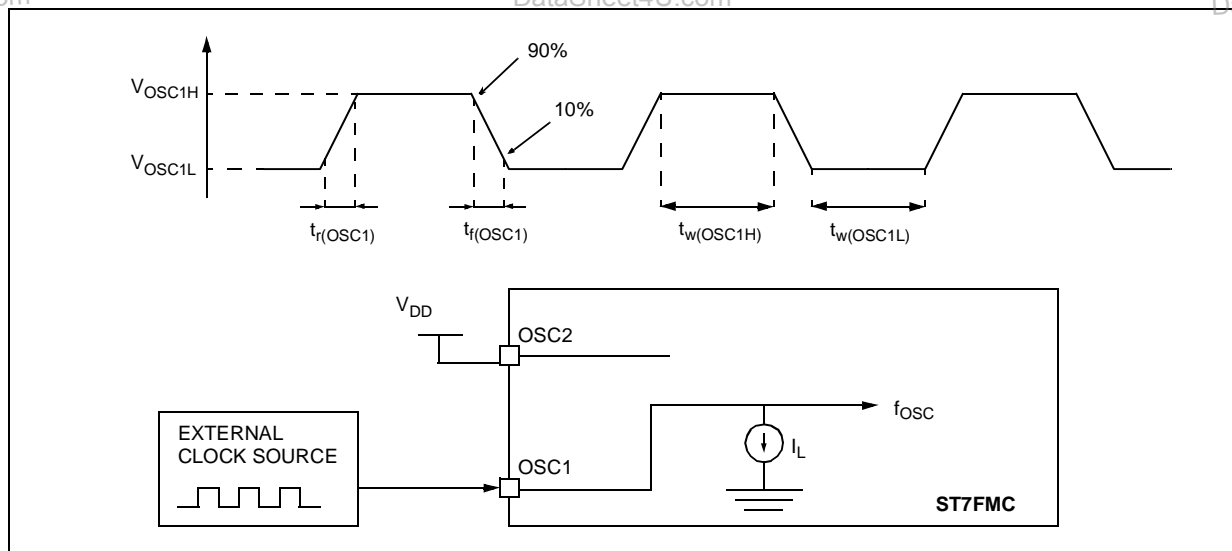 om
DataSheet4U.com
D
90%
VOSC1H
10%
VOSC1L
tr(OSC1)
tf(OSC1)
tw(OSC1H)
tw(OSC1L)
VDD
OSC2
fOSC
EXTERNAL
CLOCK SOURCE
IL
OSC1
ST7FMC